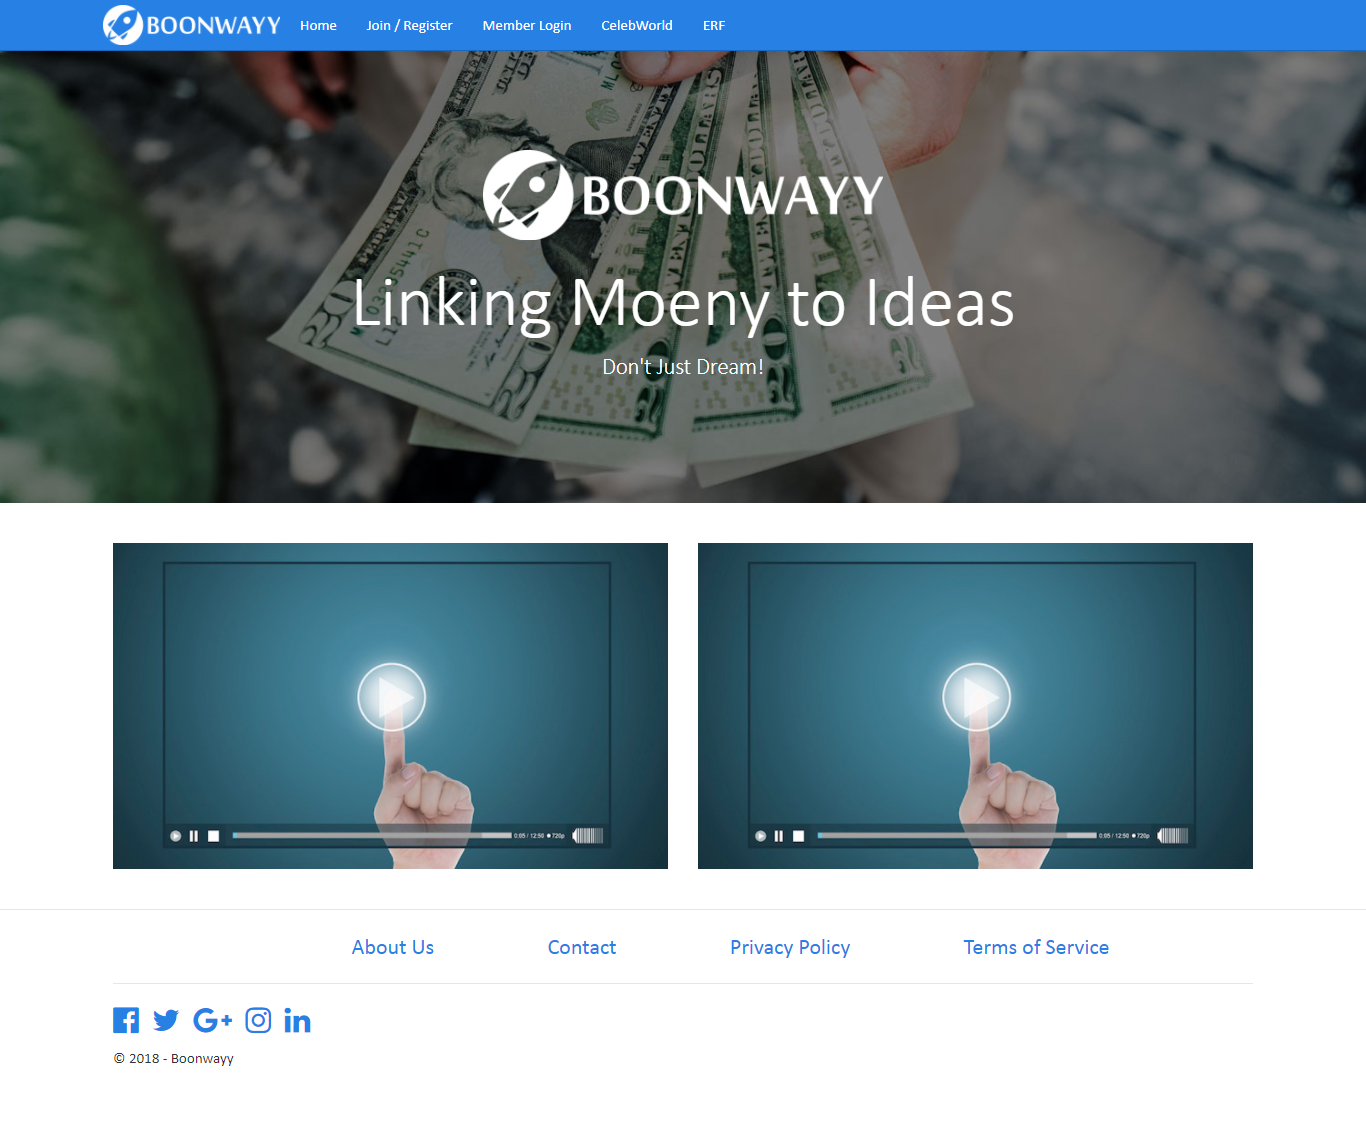 BOONWAYY Home Join / Register Member Login CelebWorld ERF
BOONWAYY
Linking Moeny to Ideas
Don't Just Dream!
0:05 / 12:50 720p
0:05 / 12:50 720p
About Us Contact Privacy Policy Terms of Service
© 2018 - Boonwayy